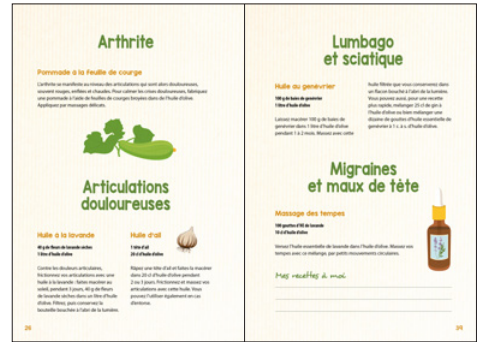 Arthrite
Pommade à la feuille de courge
L'arthrite se manifeste au niveau des articulations qui sont alors douloureuses,
souvent rouges, enflées et chaudes. Pour calmer les crises douloureuses, fabriquez
une pommade à l'aide de feuilles de courges broyées dans de l'huile d'olive.
Appliquez par massages délicats.
Articulations
douloureuses
Huile à la lavande
40 g de fleurs de lavande séchées
1 litre d'huile d'olive
Contre les douleurs articulaires,
frictionnez vos articulations avec une
huile à la lavande : faites macérer au
soleil, pendant 3 jours, 40 g de fleurs
de lavande séchées dans un litre d'huile
d'olive. Filtrez, puis conservez la
bouteille bouchée à l'abri de la lumière.
Huile d'ail
1 tête d'ail
20 cl d'huile d'olive
Râpez une tête d'ail et faites la macérer
dans 20 cl d'huile d'olive pendant
2 ou 3 jours. Frictionnez et massez vos
articulations avec cette huile. Vous
pouvez l'utiliser également en cas
d'entorse.
Lumbago
et sciatique
Huile au genévrier
100 g de baies de genévrier
1 litre d'huile d'olive
Laissez macérer 100 g de baies de
genévrier dans 1 litre d'huile d'olive
pendant 1 à 2 mois. Massez avec cette
huile filtrée que vous conserverez dans
un flacon bouché à l'abri de la lumière.
Vous pouvez aussi, pour une recette
plus rapide, mélanger 25 cl de gin à
l'huile d'olive ou bien mélanger une
dizaine de gouttes d'huile essentielle de
genévrier à 1 c. à s. d'huile d'olive.
Migraines
et maux de tête
Massage des tempes
100 gouttes d'HE de lavande
10 cl d'huile d'olive
Versez l'huile essentielle de lavande dans l'huile d'olive. Massez vos
tempes avec ce mélange, par petits mouvements circulaires.
Mes recettes à moi